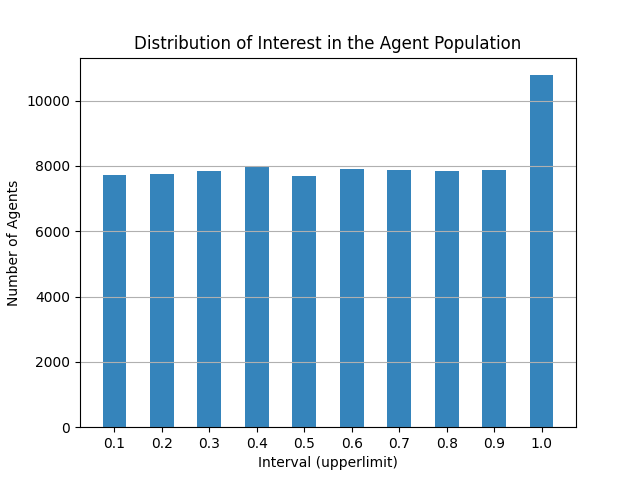 Distribution of Interest in the Agent Population
Number of Agents
10000
8000
6000
4000
2000
0
0.1 0.2 0.3 0.4 0.5 0.6 0.7 0.8 0.9 1.0
Interval (upperlimit)